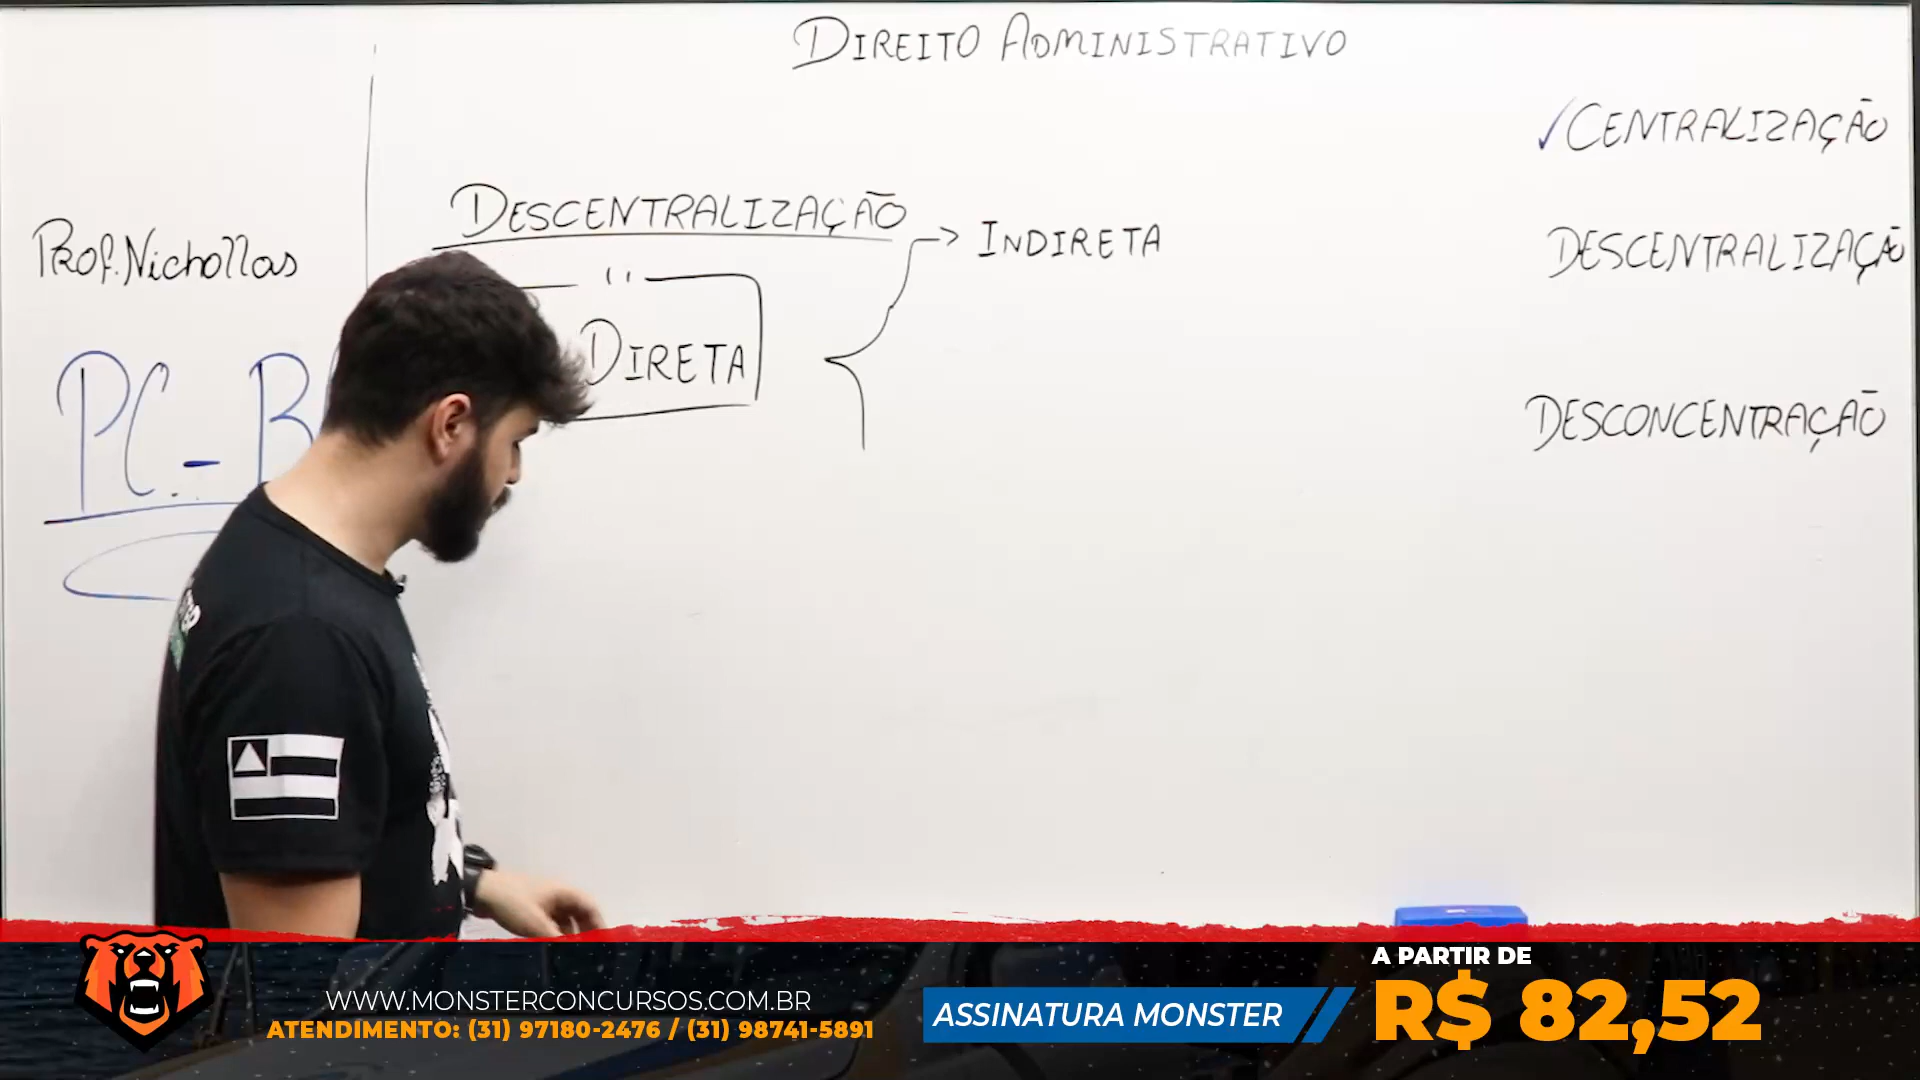 DIREITO ADMINISTRATIVO
✓CENTRALIZAÇÃO
DESCENTRALIZAÇÃO
INDIRETA
DESCENTRALIZAÇÃO
Prof. Nichollas
DIRETA
PC-B
DESCONCENTRAÇÃO
A PARTIR DE
WWW.MONSTERCONCURSOS.COM.BR
ATENDIMENTO: (31) 97180-2476 / (31) 98741-5891
ASSINATURA MONSTER
R$ 82,52